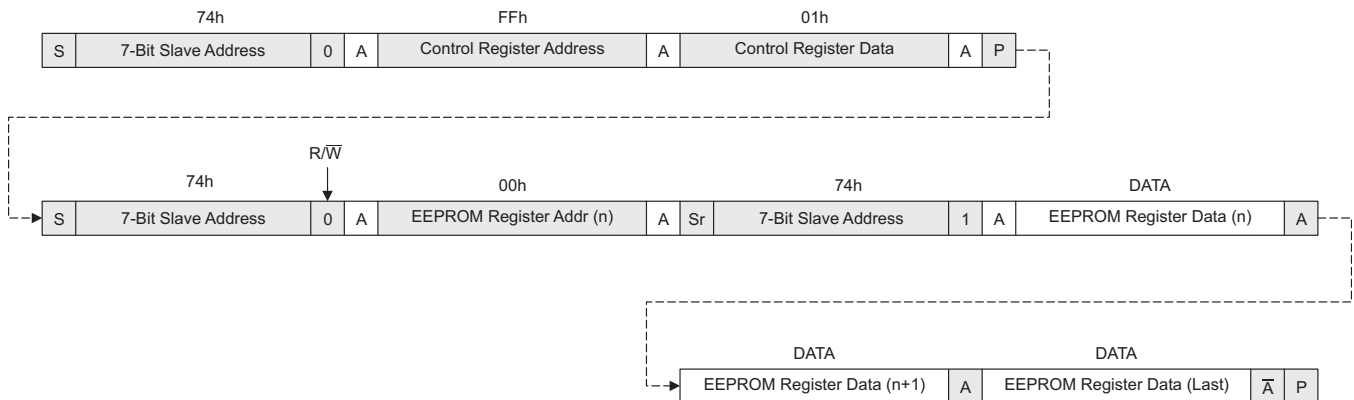 74h FFh 01h
S 7-Bit Slave Address 0 A Control Register Address A Control Register Data A P
R/W̅
74h 00h 74h DATA
S 7-Bit Slave Address 0 A EEPROM Register Addr (n) A Sr 7-Bit Slave Address 1 A EEPROM Register Data (n) A
DATA DATA
EEPROM Register Data (n+1) A EEPROM Register Data (Last) A̅ P